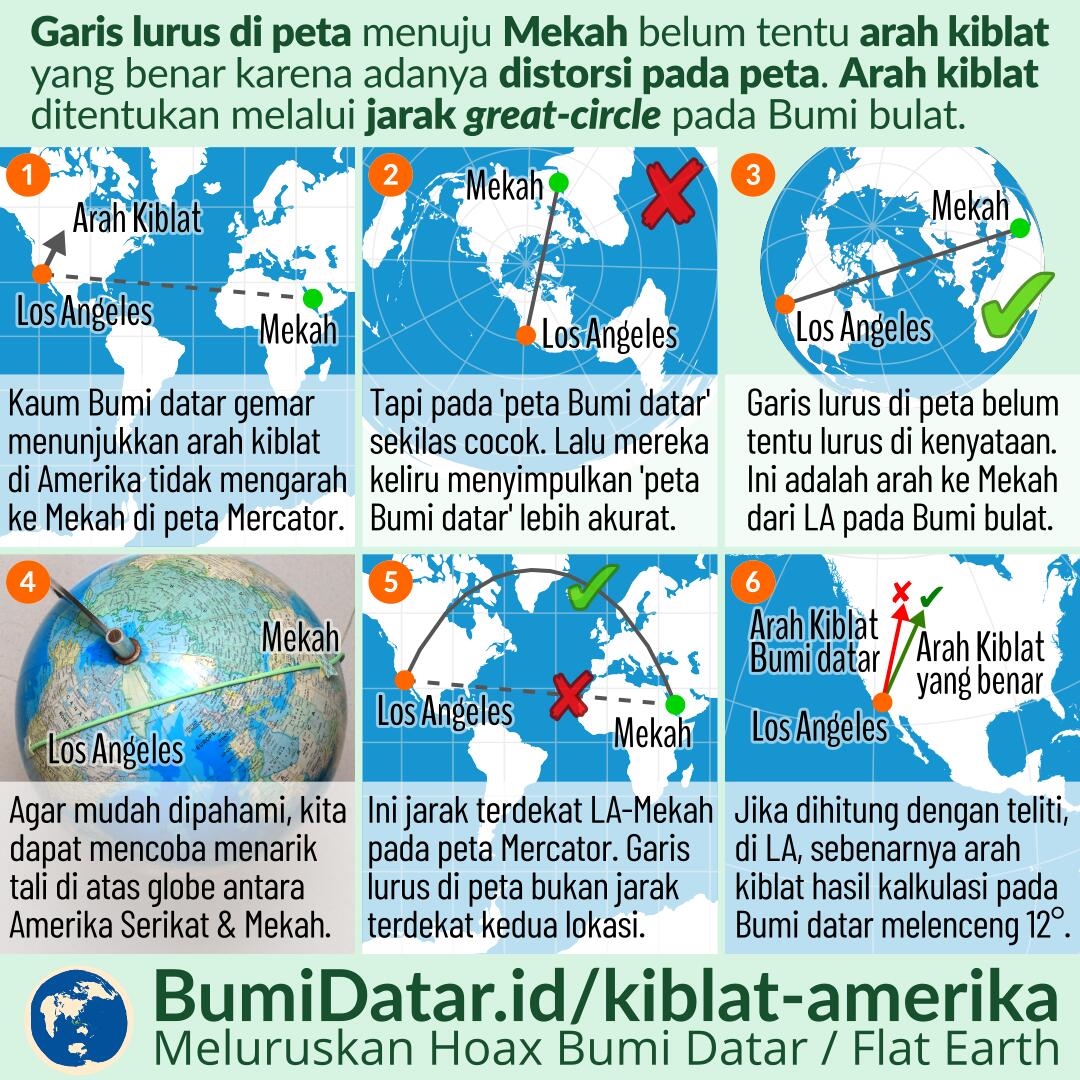 Garis lurus di peta menuju Mekah belum tentu arah kiblat
yang benar karena adanya distorsi pada peta. Arah kiblat
ditentukan melalui jarak great-circle pada Bumi bulat.
1
Arah Kiblat
Los Angeles
Mekah
Kaum Bumi datar gemar
menunjukkan arah kiblat
di Amerika tidak mengarah
ke Mekah di peta Mercator.
2
Mekah
Los Angeles
Tapi pada 'peta Bumi datar'
sekilas cocok. Lalu mereka
keliru menyimpulkan 'peta
Bumi datar' lebih akurat.
3
Mekah
Los Angeles
Garis lurus di peta belum
tentu lurus di kenyataan.
Ini adalah arah ke Mekah
dari LA pada Bumi bulat.
4
Mekah
Los Angeles
Agar mudah dipahami, kita
dapat mencoba menarik
tali di atas globe antara
Amerika Serikat & Mekah.
5
Los Angeles
Mekah
Ini jarak terdekat LA-Mekah
pada peta Mercator. Garis
lurus di peta bukan jarak
terdekat kedua lokasi.
6
Arah Kiblat
Bumi datar
Arah Kiblat
yang benar
Los Angeles
Jika dihitung dengan teliti,
di LA, sebenarnya arah
kiblat hasil kalkulasi pada
Bumi datar melenceng 12°.
BumiDatar.id/kiblat-amerika
Meluruskan Hoax Bumi Datar / Flat Earth